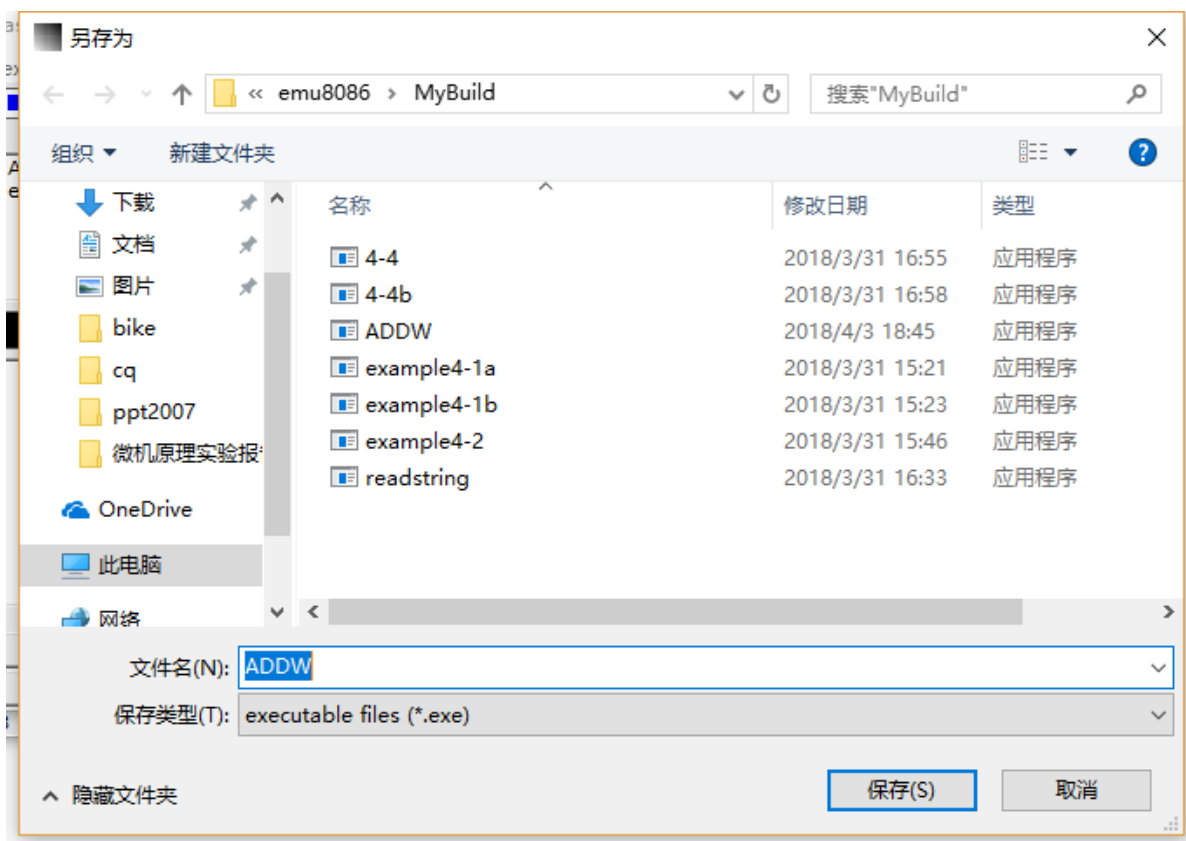 另存为
« emu8086 › MyBuild
搜索"MyBuild"
组织
新建文件夹
下载
文档
图片
bike
cq
ppt2007
微机原理实验报
OneDrive
此电脑
网络
名称 修改日期 类型
4-4 2018/3/31 16:55 应用程序
4-4b 2018/3/31 16:58 应用程序
ADDW 2018/4/3 18:45 应用程序
example4-1a 2018/3/31 15:21 应用程序
example4-1b 2018/3/31 15:23 应用程序
example4-2 2018/3/31 15:46 应用程序
readstring 2018/3/31 16:33 应用程序
文件名(N): ADDW
保存类型(T): executable files (*.exe)
隐藏文件夹
保存(S)
取消